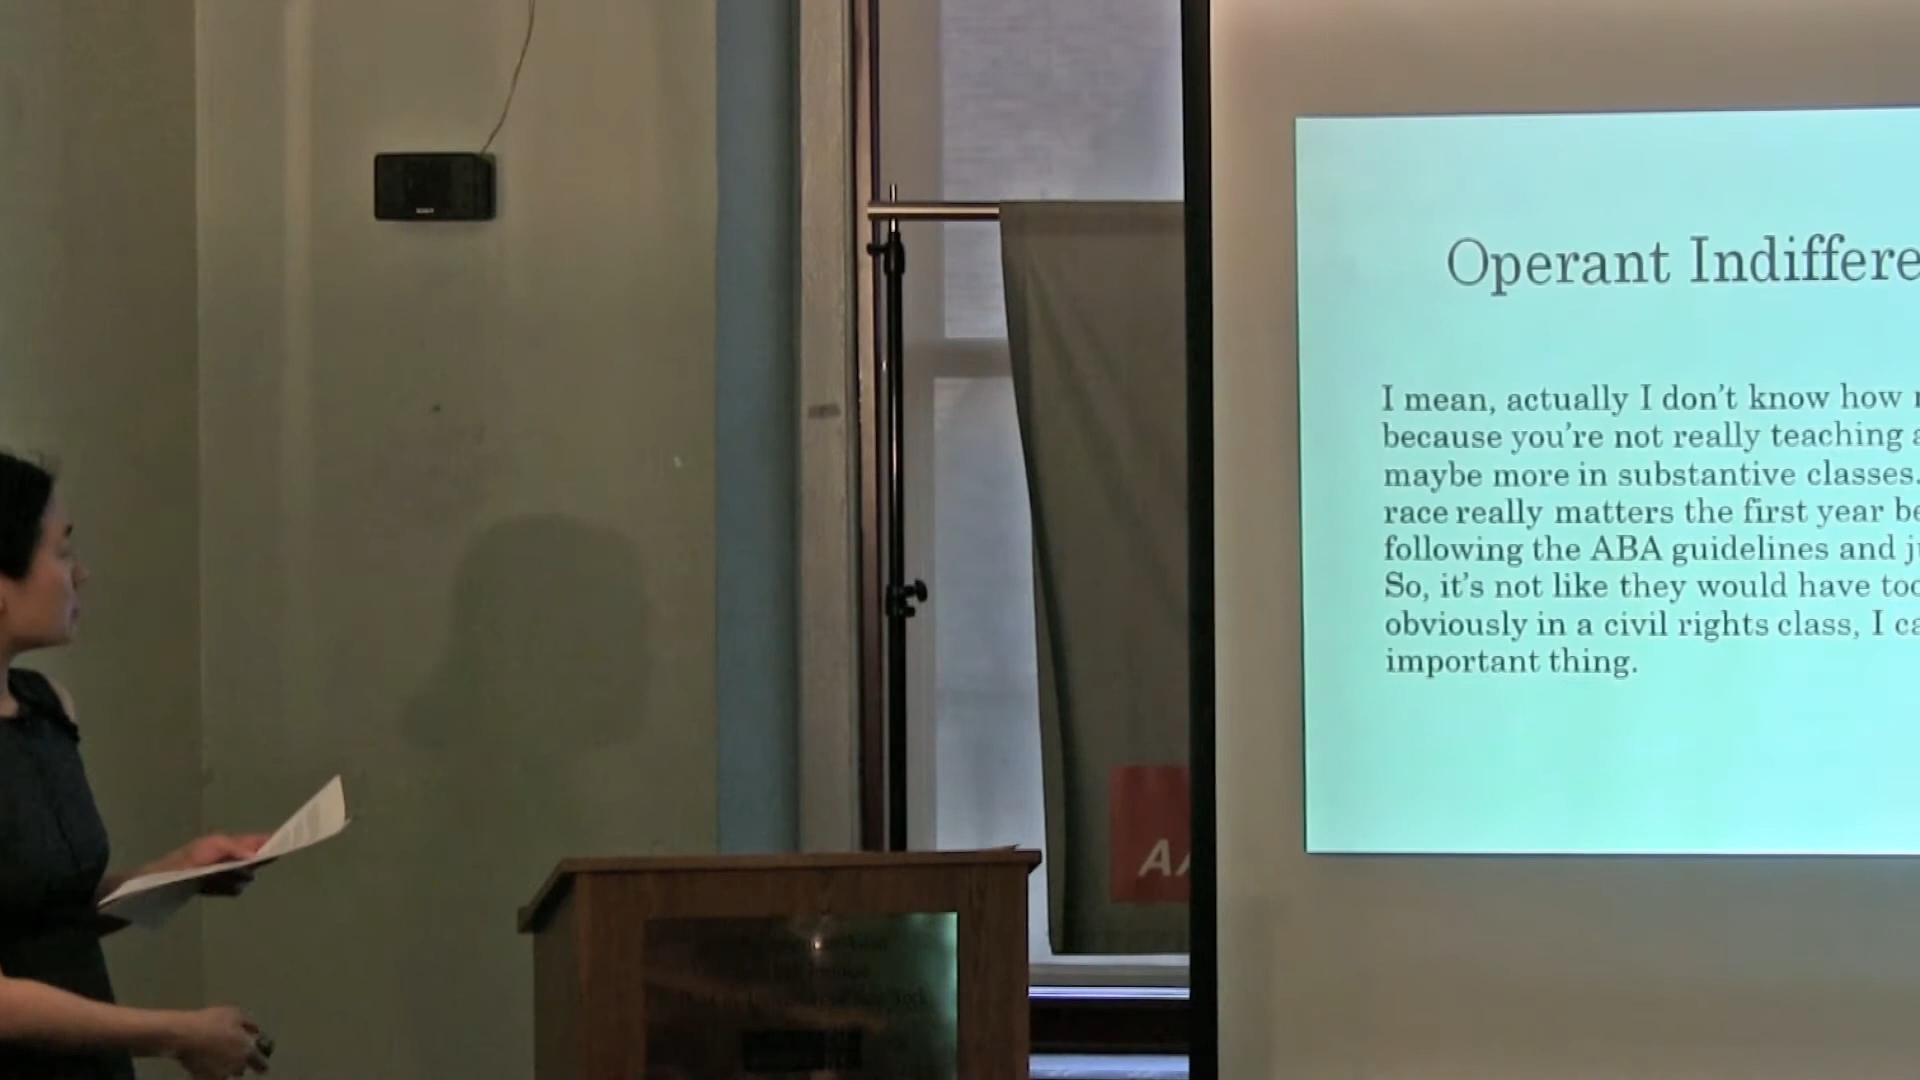 SONY
Operant Indiffere
I mean, actually I don't know how
because you're not really teaching
maybe more in substantive classes.
race really matters the first year be
following the ABA guidelines and j
So, it's not like they would have too
obviously in a civil rights class, I ca
important thing.